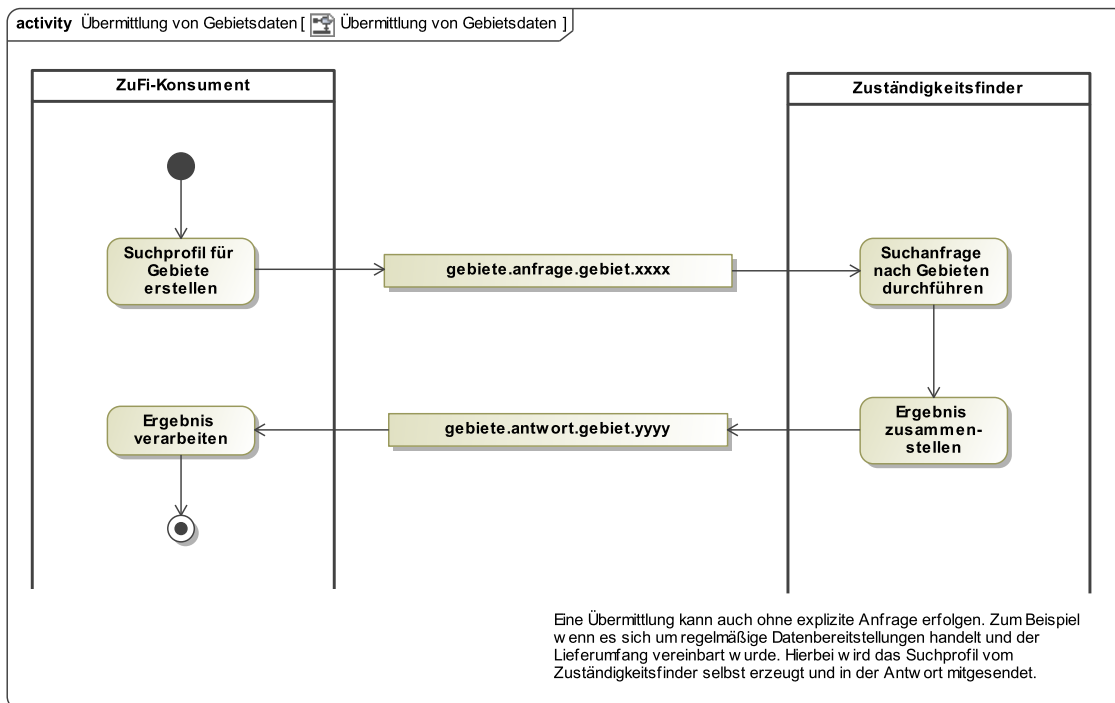 activity Übermittlung von Gebietsdaten [ Übermittlung von Gebietsdaten ]
ZuFi-Konsument
Zuständigkeitsfinder
Suchprofil für
Gebiete
erstellen
gebiete.anfrage.gebiet.xxxx
Suchanfrage
nach Gebieten
durchführen
Ergebnis
verarbeiten
gebiete.antwort.gebiet.yyyy
Ergebnis
zusammen-
stellen
Eine Übermittlung kann auch ohne explizite Anfrage erfolgen. Zum Beispiel
wenn es sich um regelmäßige Datenbereitstellungen handelt und der
Lieferumfang vereinbart wurde. Hierbei wird das Suchprofil vom
Zuständigkeitsfinder selbst erzeugt und in der Antwort mitgesendet.